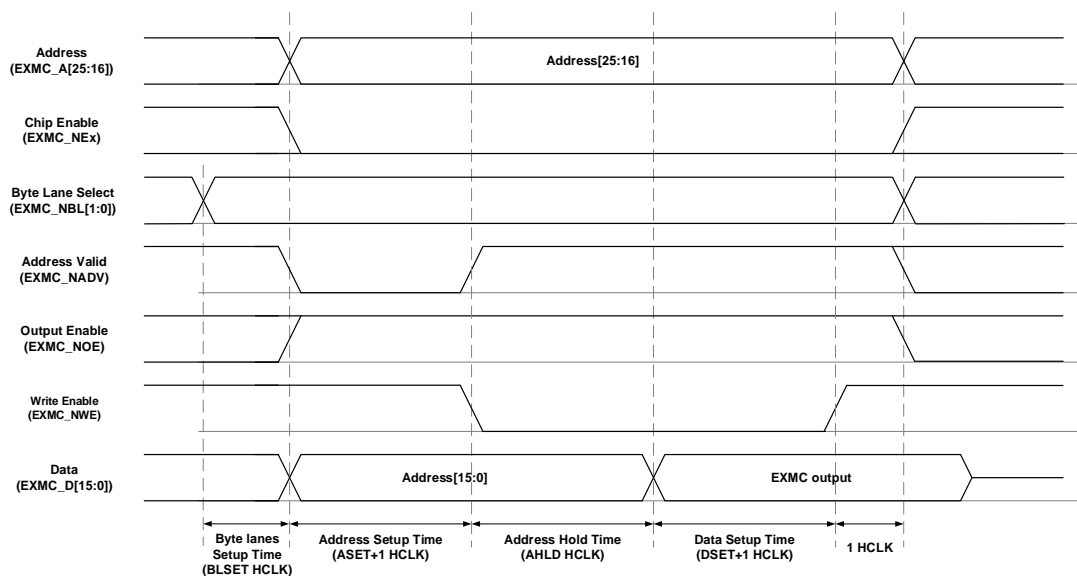 Address
(EXMC_A[25:16])
Address[25:16]
Chip Enable
(EXMC_NEx)
Byte Lane Select
(EXMC_NBL[1:0])
Address Valid
(EXMC_NADV)
Output Enable
(EXMC_NOE)
Write Enable
(EXMC_NWE)
Data
(EXMC_D[15:0])
Address[15:0]
EXMC output
Byte lanes
Setup Time
(BLSET HCLK)
Address Setup Time
(ASET+1 HCLK)
Address Hold Time
(AHLD HCLK)
Data Setup Time
(DSET+1 HCLK)
1 HCLK